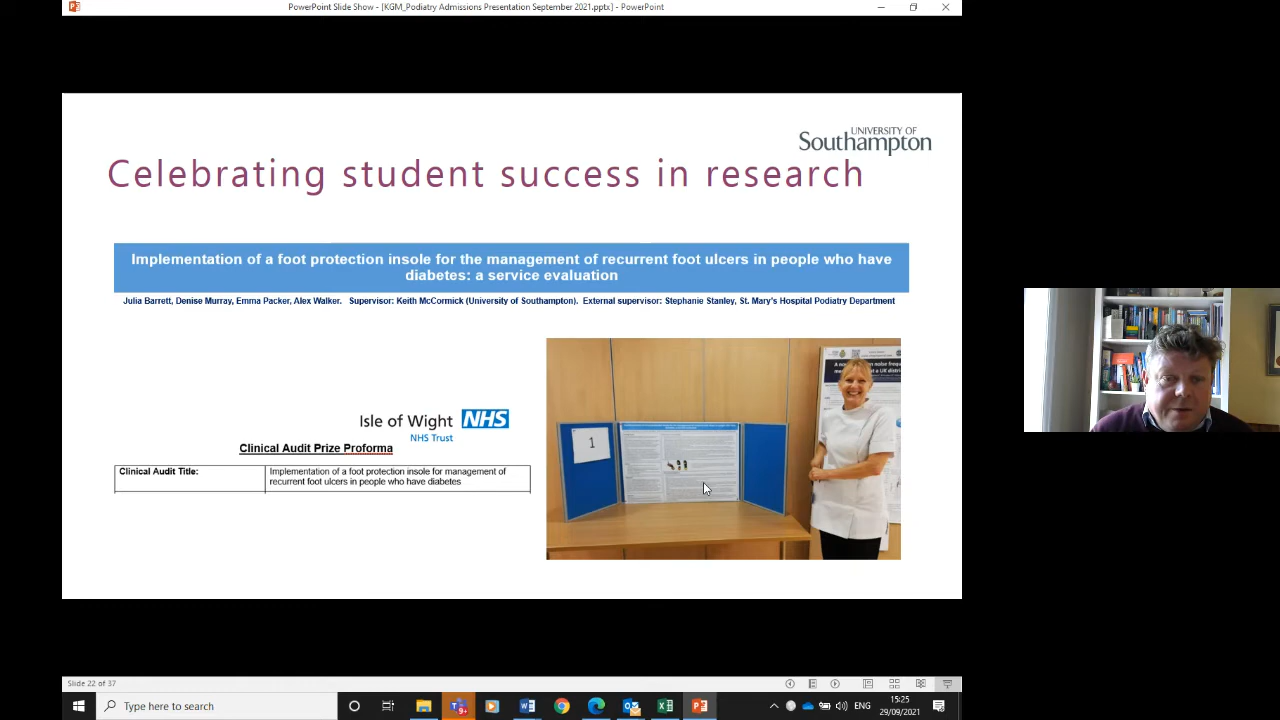 PowerPoint Slide Show - [KGM_Podiatry Admissions Presentation September 2021.pptx] - PowerPoint
UNIVERSITY OF
Southampton
Celebrating student success in research
Implementation of a foot protection insole for the management of recurrent foot ulcers in people who have
diabetes: a service evaluation
Julia Barrett, Denise Murray, Emma Packer, Alex Walker. Supervisor: Keith McCormick (University of Southampton). External supervisor: Stephanie Stanley, St. Mary's Hospital Podiatry Department
Isle of Wight NHS
NHS Trust
Clinical Audit Prize Proforma
Clinical Audit Title:
Implementation of a foot protection insole for management of
recurrent foot ulcers in people who have diabetes
1
Slide 22 of 37
Type here to search
ENG
15:25
29/09/2021